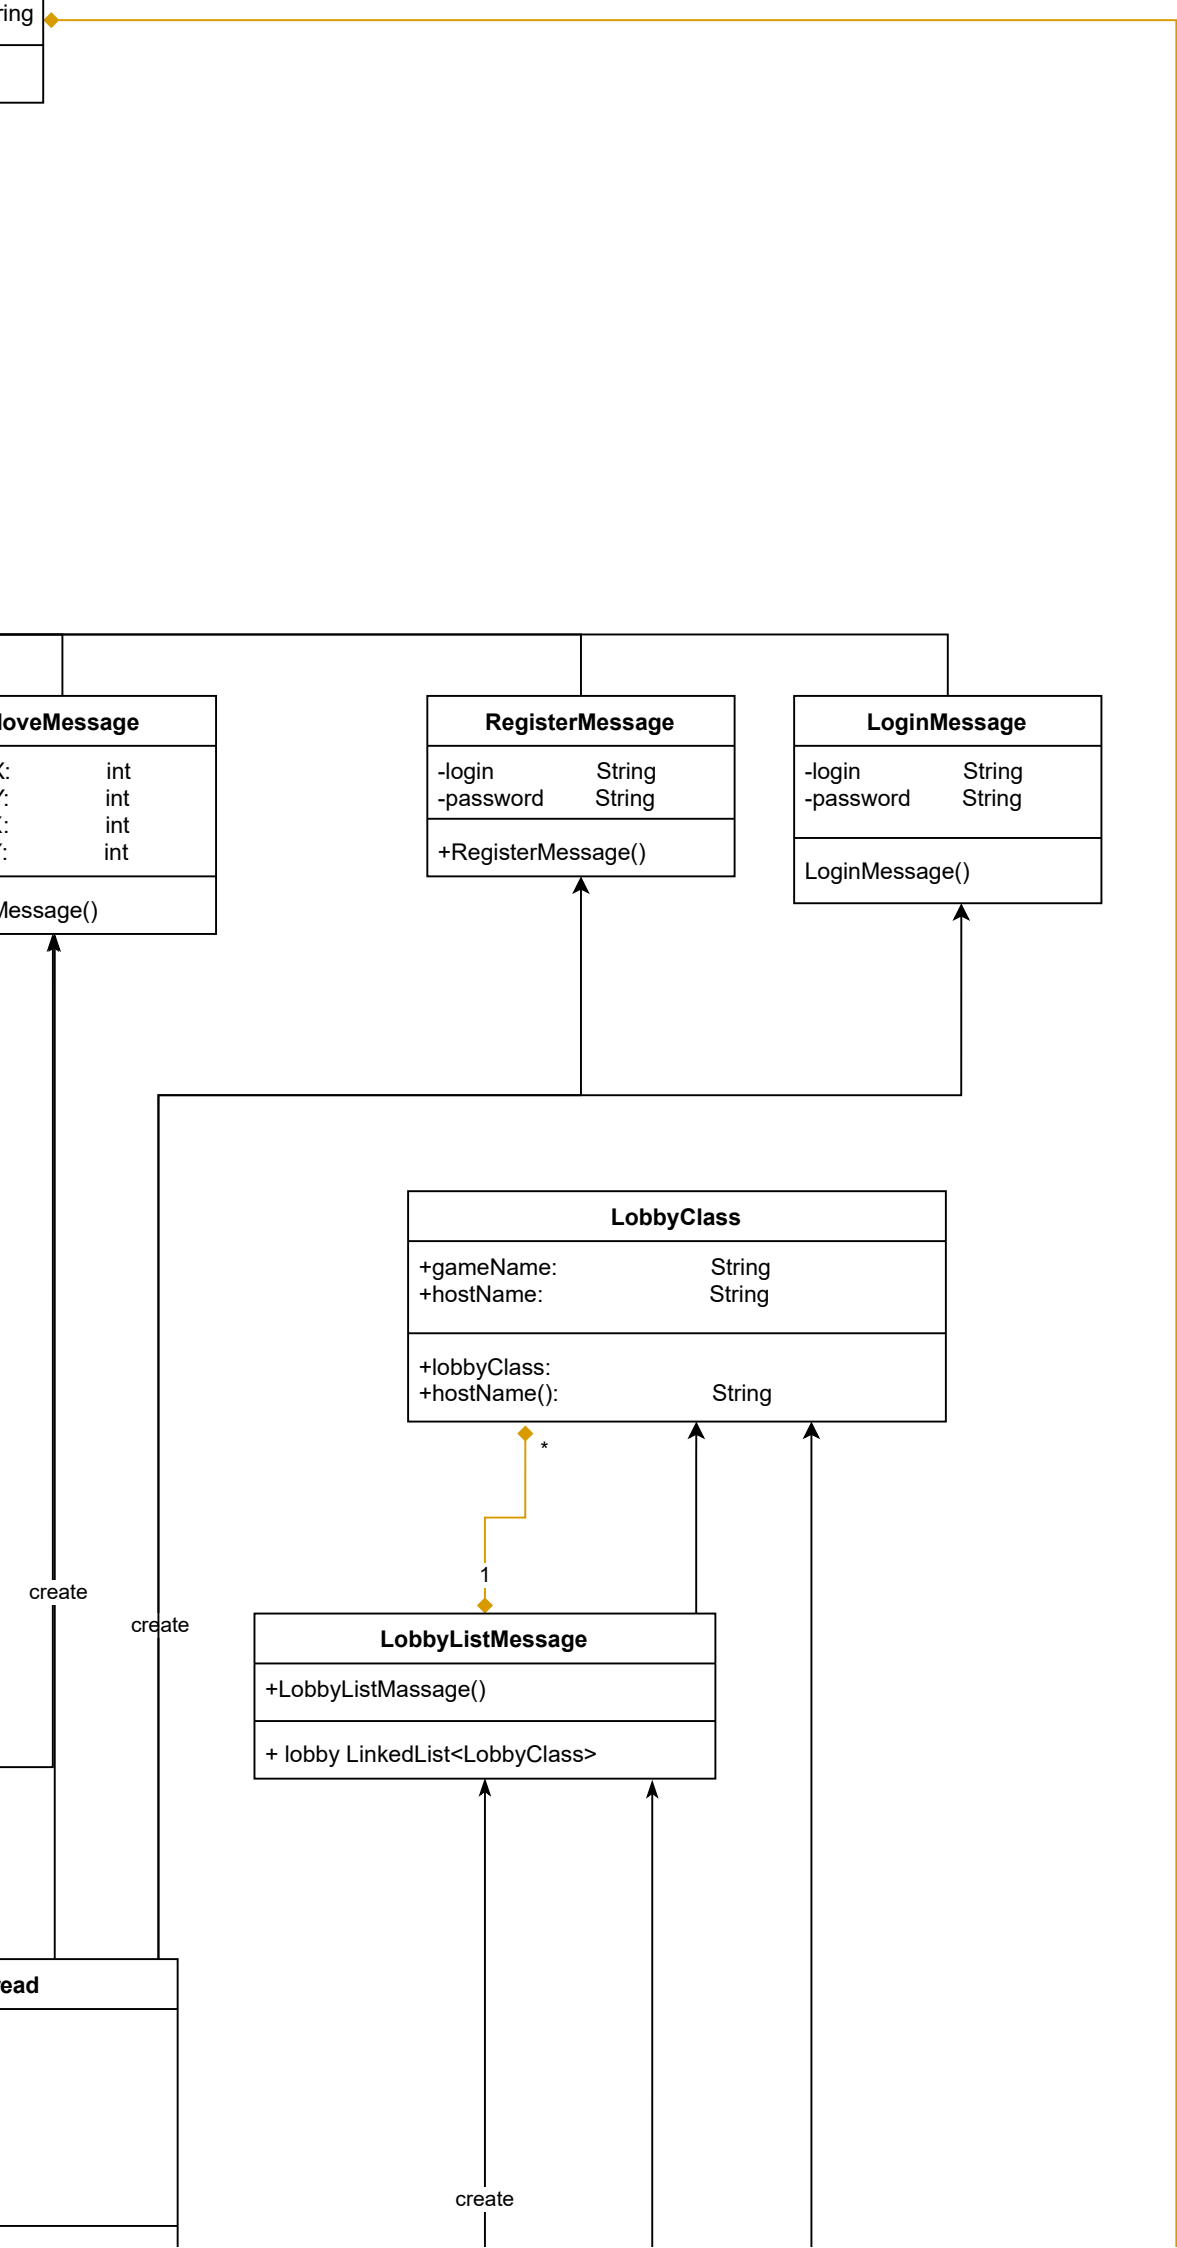 ring
oveMessage
X: int
Y: int
X: int
Y: int
Message()
RegisterMessage
-login String
-password String
+RegisterMessage()
LoginMessage
-login String
-password String
LoginMessage()
LobbyClass
+gameName: String
+hostName: String
+lobbyClass:
+hostName(): String
*
1
create
create
LobbyListMessage
+LobbyListMassage()
+ lobby LinkedList<LobbyClass>
ead
create